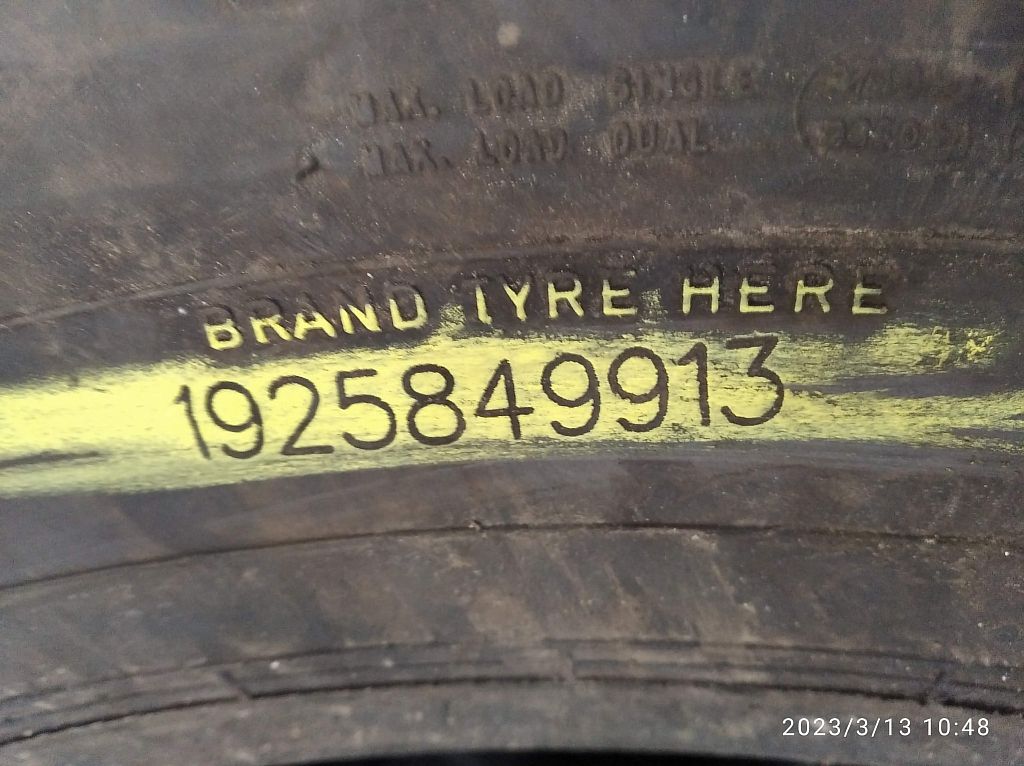 MAX. LOAD SINGLE
MAX. LOAD DUAL
BRAND TYRE HERE
1925849913
2023/3/13 10:48